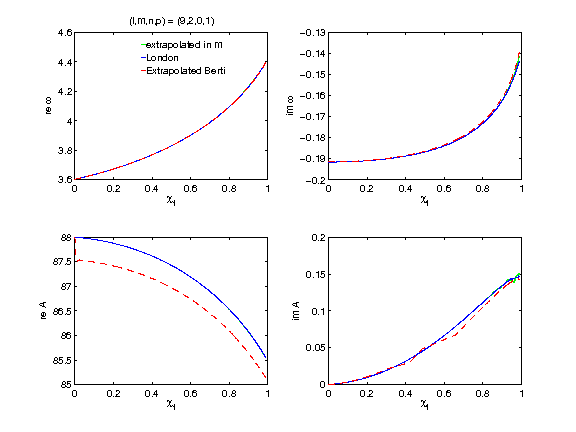 (l,m,n,p) = (9,2,0,1)
4.6
4.4
4.2
4
3.8
3.6
re ω
extrapolated in m
London
Extrapolated Berti
0 0.2 0.4 0.6 0.8 1
χf
−0.13
−0.14
−0.15
−0.16
−0.17
−0.18
−0.19
−0.2
im ω
0 0.2 0.4 0.6 0.8 1
χf
88
87.5
87
86.5
86
85.5
85
re A
0 0.2 0.4 0.6 0.8 1
χf
0.2
0.15
0.1
0.05
0
im A
0 0.2 0.4 0.6 0.8 1
χf